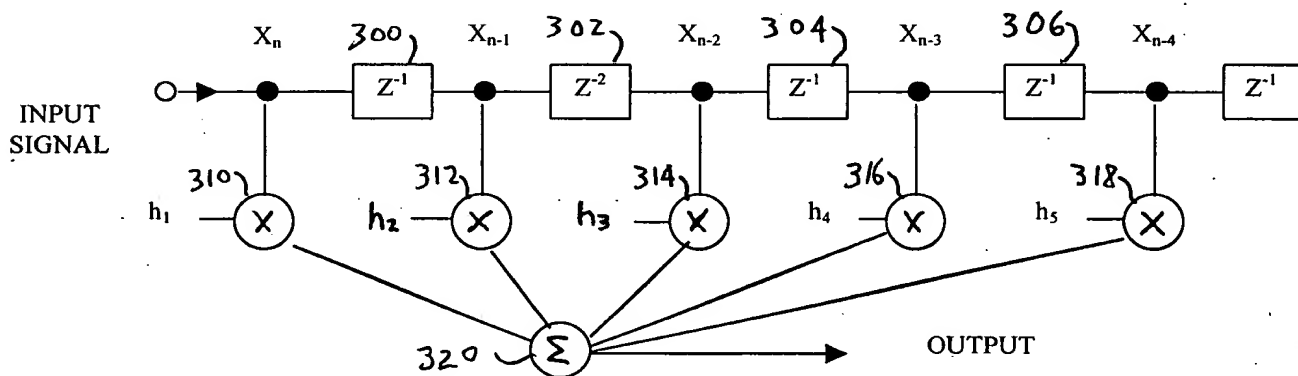 X_n 300 X_{n-1} 302 X_{n-2} 304 X_{n-3} 306 X_{n-4}
Z^{-1} Z^{-2} Z^{-1} Z^{-1} Z^{-1}
INPUT
SIGNAL
310 312 314 316 318
h_1 X h_2 X h_3 X h_4 X h_5 X
320 Σ OUTPUT